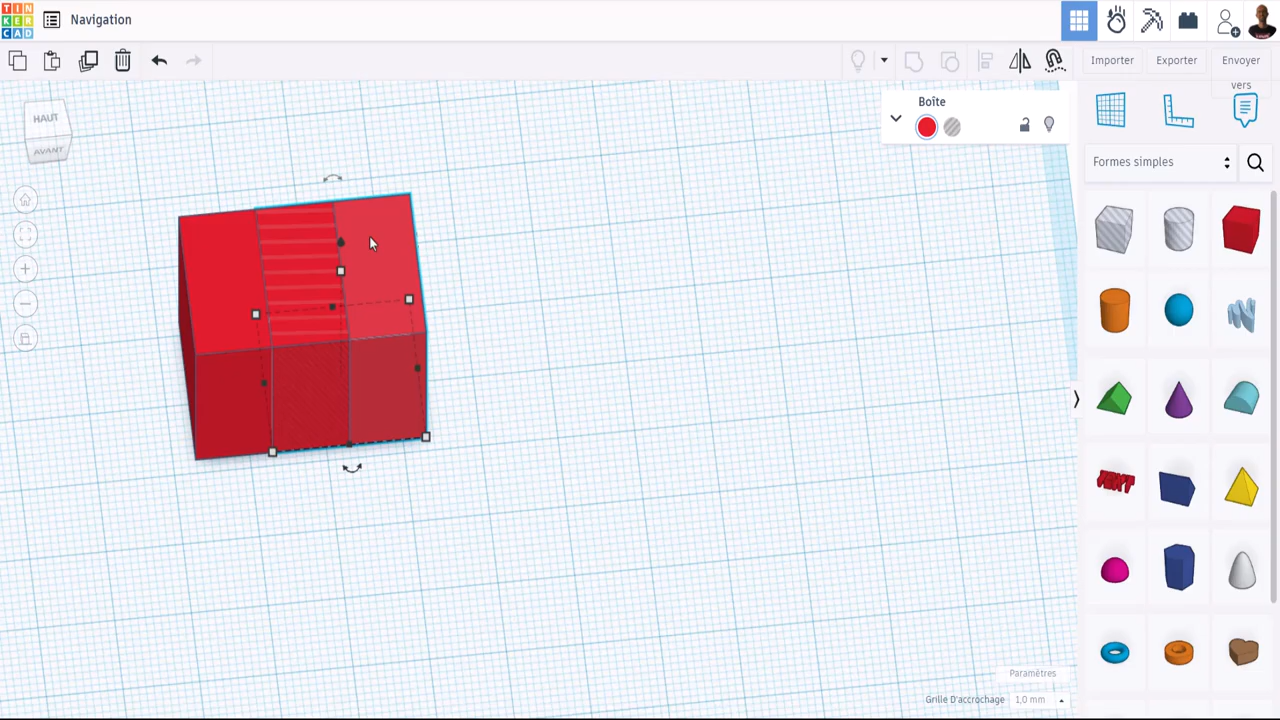 TIN
KER
CAD
Navigation
Importer
Exporter
Envoyer
vers
HAUT
AVANT
Boîte
Formes simples
TEXT
Paramètres
Grille D'accrochage
1,0 mm